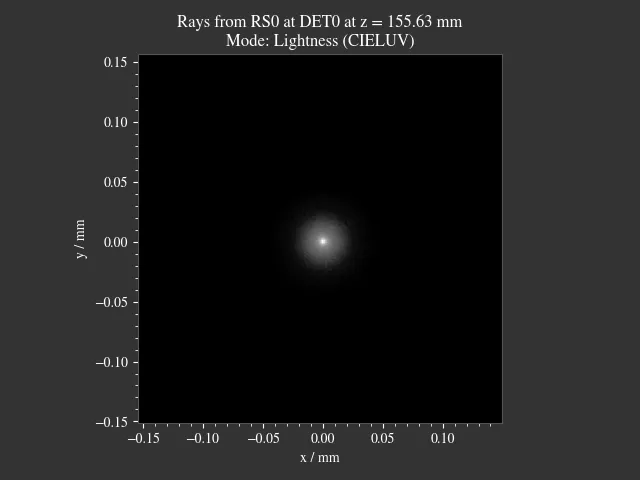 Rays from RS0 at DET0 at z = 155.63 mm
Mode: Lightness (CIELUV)
0.15
0.10
0.05
0.00
−0.05
−0.10
−0.15
y / mm
−0.15 −0.10 −0.05 0.00 0.05 0.10
x / mm